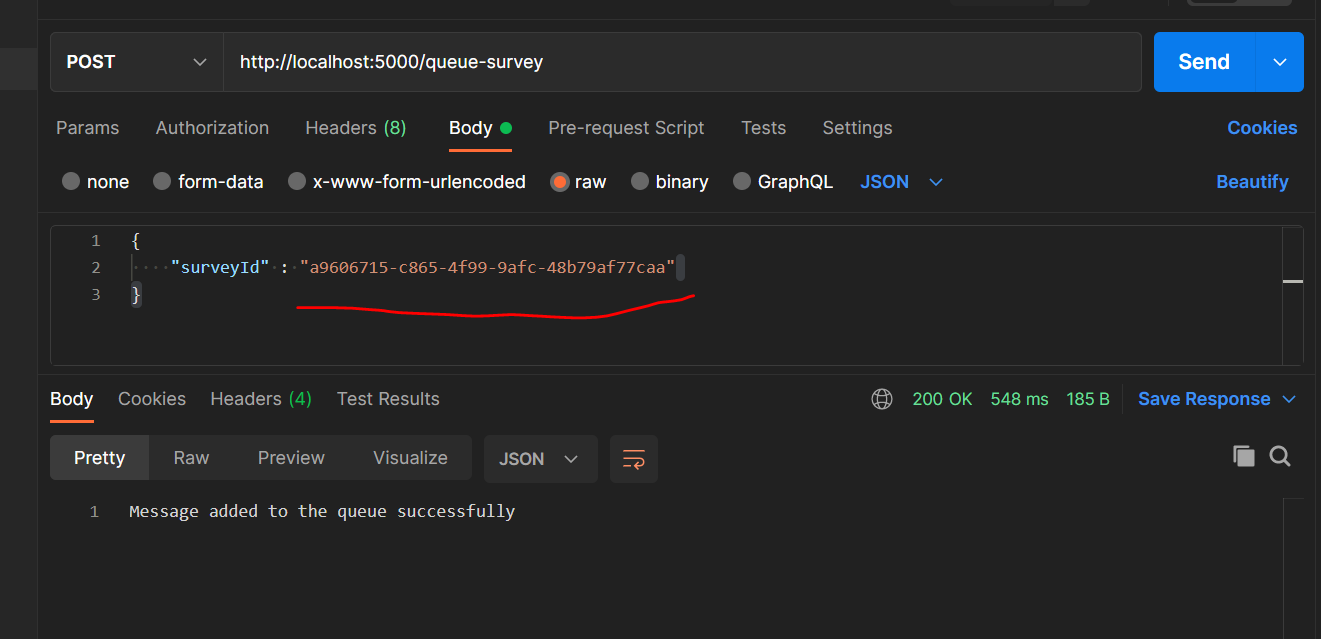 POST http://localhost:5000/queue-survey Send
Params Authorization Headers (8) Body Pre-request Script Tests Settings Cookies
none form-data x-www-form-urlencoded raw binary GraphQL JSON Beautify
1 {
2 ····"surveyId"·:·"a9606715-c865-4f99-9afc-48b79af77caa"
3 }
Body Cookies Headers (4) Test Results 200 OK 548 ms 185 B Save Response
Pretty Raw Preview Visualize JSON
1 Message added to the queue successfully